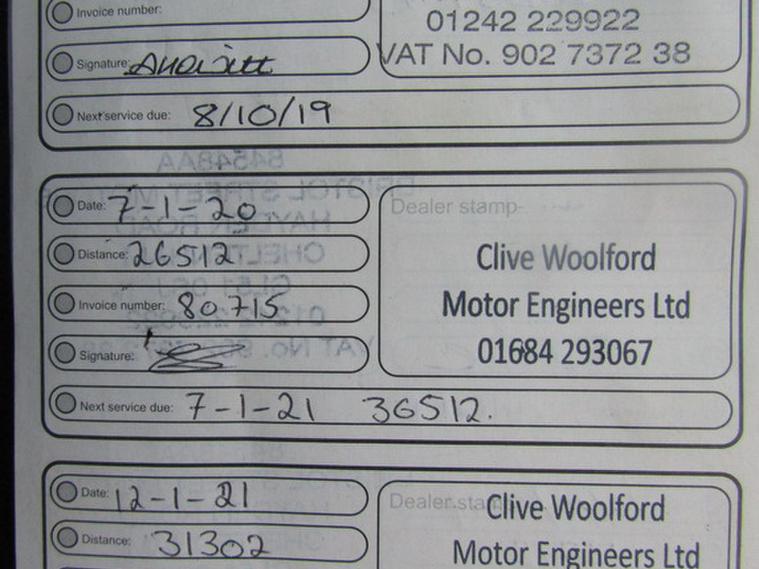 Invoice number:
01242 229922
Signature:
VAT No. 902 7372 38
Next service due: 8/10/19
Date: 7-1-20
Dealer stamp
Distance: 26512
Clive Woolford
Invoice number: 80715
Motor Engineers Ltd
Signature:
01684 293067
Next service due: 7-1-21 36512.
Date: 12-1-21
Dealer stamp
Clive Woolford
Distance: 31302
Motor Engineers Ltd